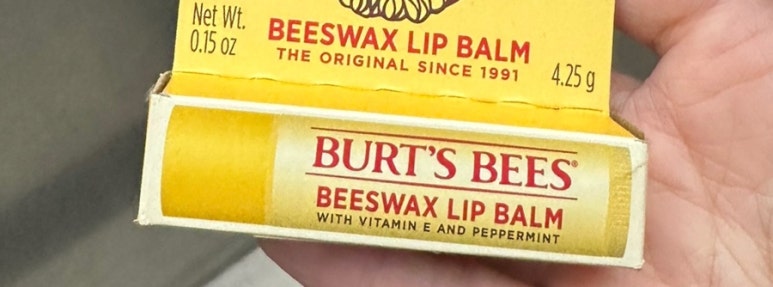 Net Wt.
0.15 oz
BEESWAX LIP BALM
THE ORIGINAL SINCE 1991
4.25 g
BURT'S BEES®
BEESWAX LIP BALM
WITH VITAMIN E AND PEPPERMINT